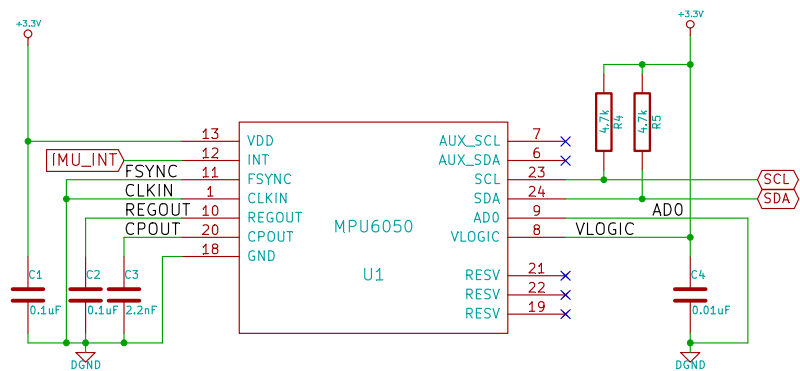 +3.3V
+3.3V
4,7k
R4
4.7k
R5
13 VDD AUX_SCL 7
IMU_INT 12 INT AUX_SDA 6
FSYNC 11 FSYNC SCL 23 SCL
CLKIN 1 CLKIN SDA 24 SDA
REGOUT 10 REGOUT AD0 9 AD0
CPOUT 20 CPOUT MPU6050 VLOGIC 8 VLOGIC
18 GND
U1
RESV 21
RESV 22
RESV 19
C1
0.1uF
C2
0.1uF
C3
2.2nF
C4
0.01uF
DGND
DGND